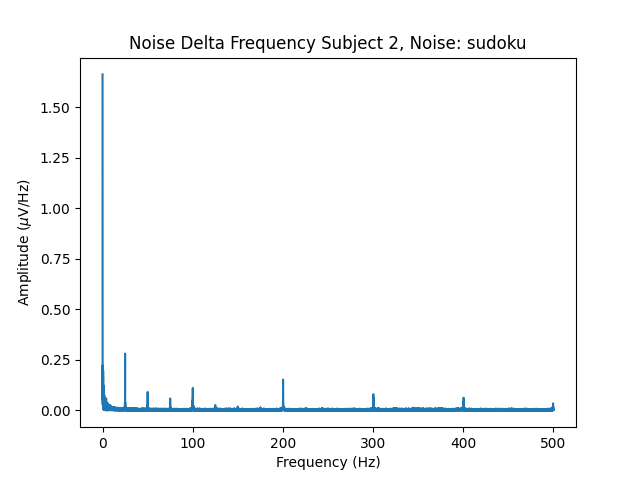 Noise Delta Frequency Subject 2, Noise: sudoku
Amplitude (μV/Hz)
1.50
1.25
1.00
0.75
0.50
0.25
0.00
0 100 200 300 400 500
Frequency (Hz)